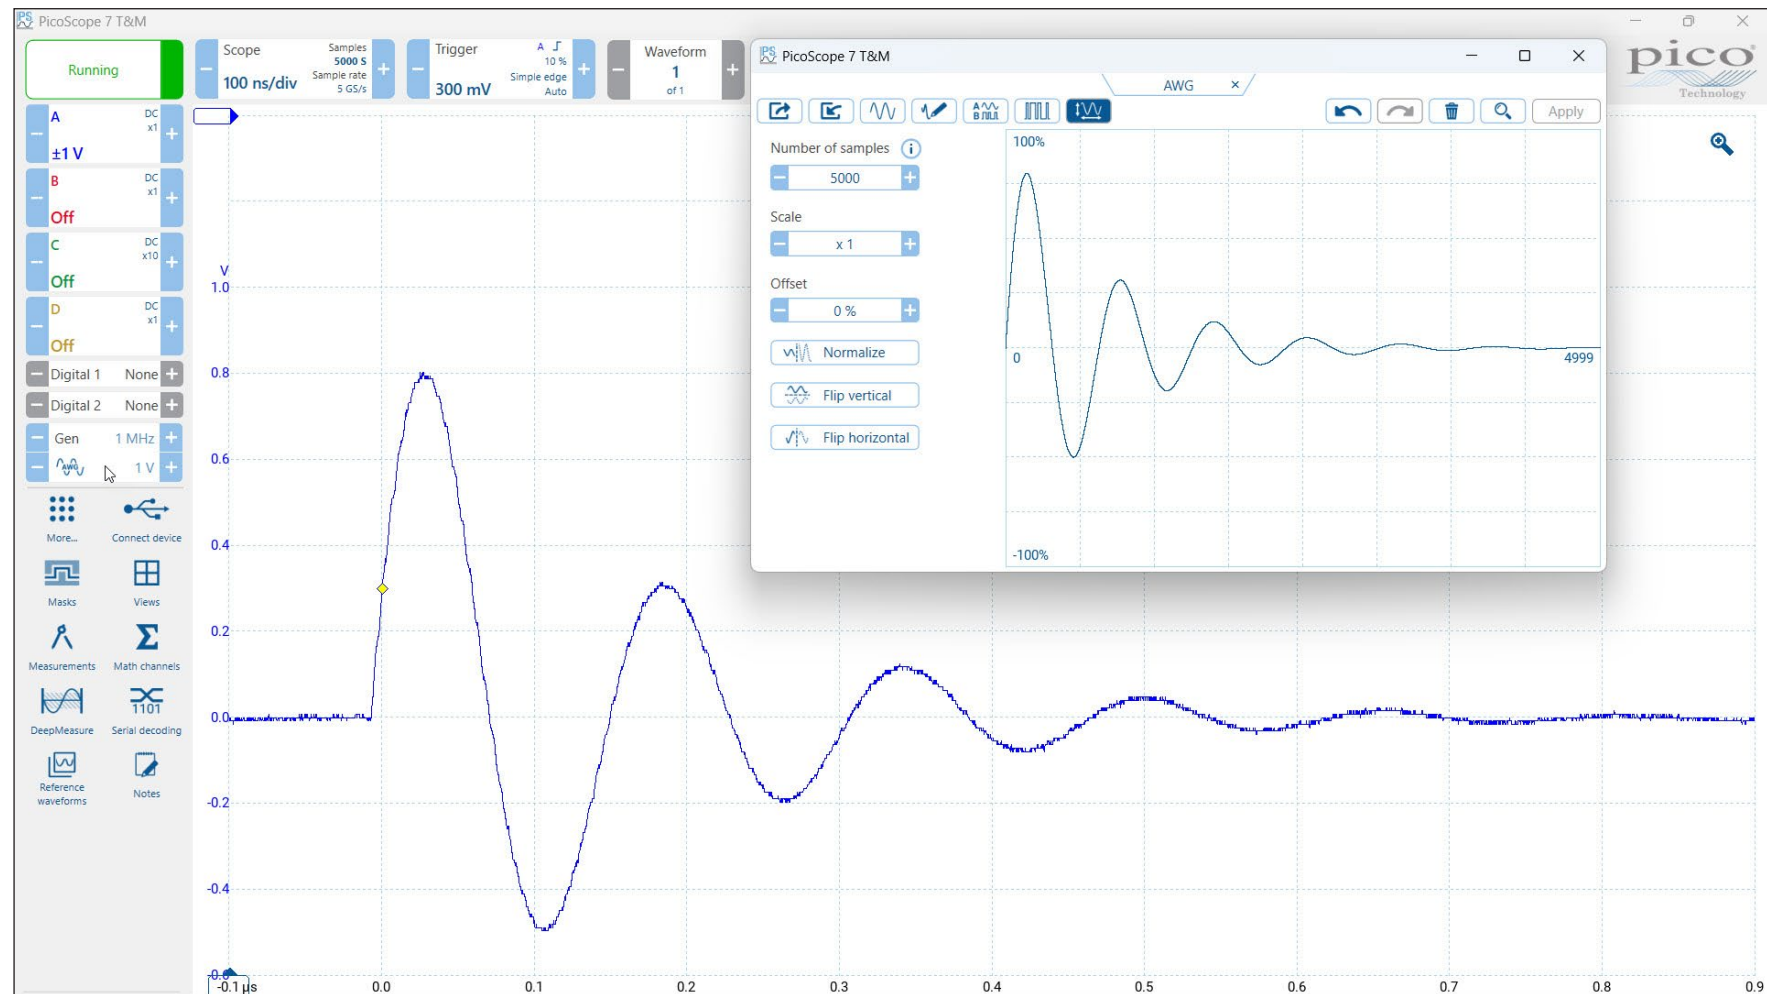 PicoScope 7 T&M
Running
Scope
100 ns/div
Samples
5000 S
Sample rate
5 GS/s
Trigger
300 mV
A
10 %
Simple edge
Auto
Waveform
1
of 1
pico
Technology
A
DC
x1
±1 V
B
DC
x1
Off
C
DC
x10
Off
D
DC
x1
Off
Digital 1 None
Digital 2 None
Gen 1 MHz
AWG 1 V
More...
Connect device
Masks
Views
Measurements
Math channels
DeepMeasure
1101
Serial decoding
Reference
waveforms
Notes
V
1.0
0.8
0.6
0.4
0.2
0.0
-0.2
-0.4
-0.6
-0.1 µs
0.0
0.1
0.2
0.3
0.4
0.5
0.6
0.7
0.8
0.9
PicoScope 7 T&M
AWG
A
B
Apply
Number of samples
5000
Scale
x 1
Offset
0 %
Normalize
Flip vertical
Flip horizontal
100%
0
4999
-100%